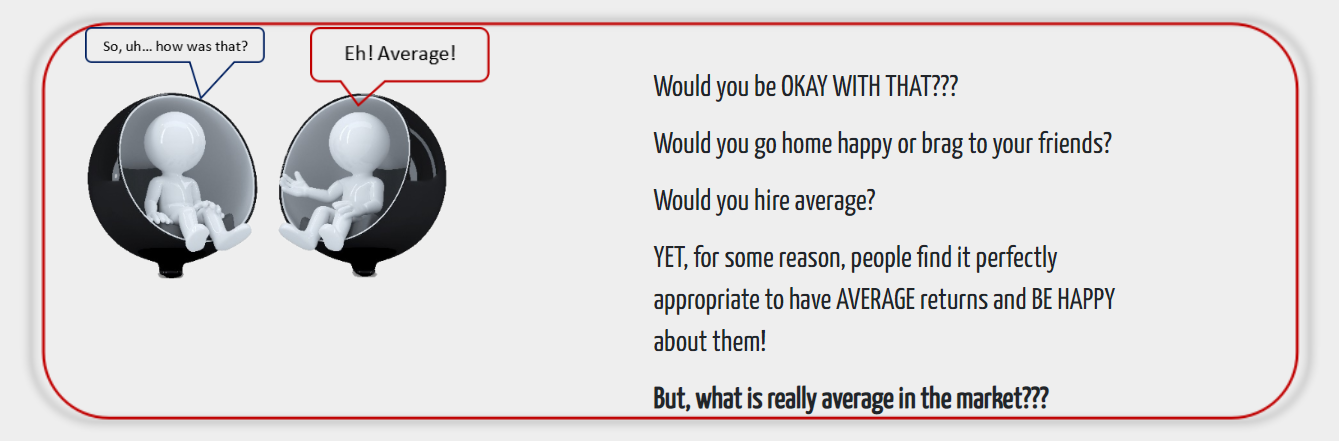 So, uh... how was that?
Eh! Average!
Would you be OKAY WITH THAT???
Would you go home happy or brag to your friends?
Would you hire average?
YET, for some reason, people find it perfectly
appropriate to have AVERAGE returns and BE HAPPY
about them!
But, what is really average in the market???